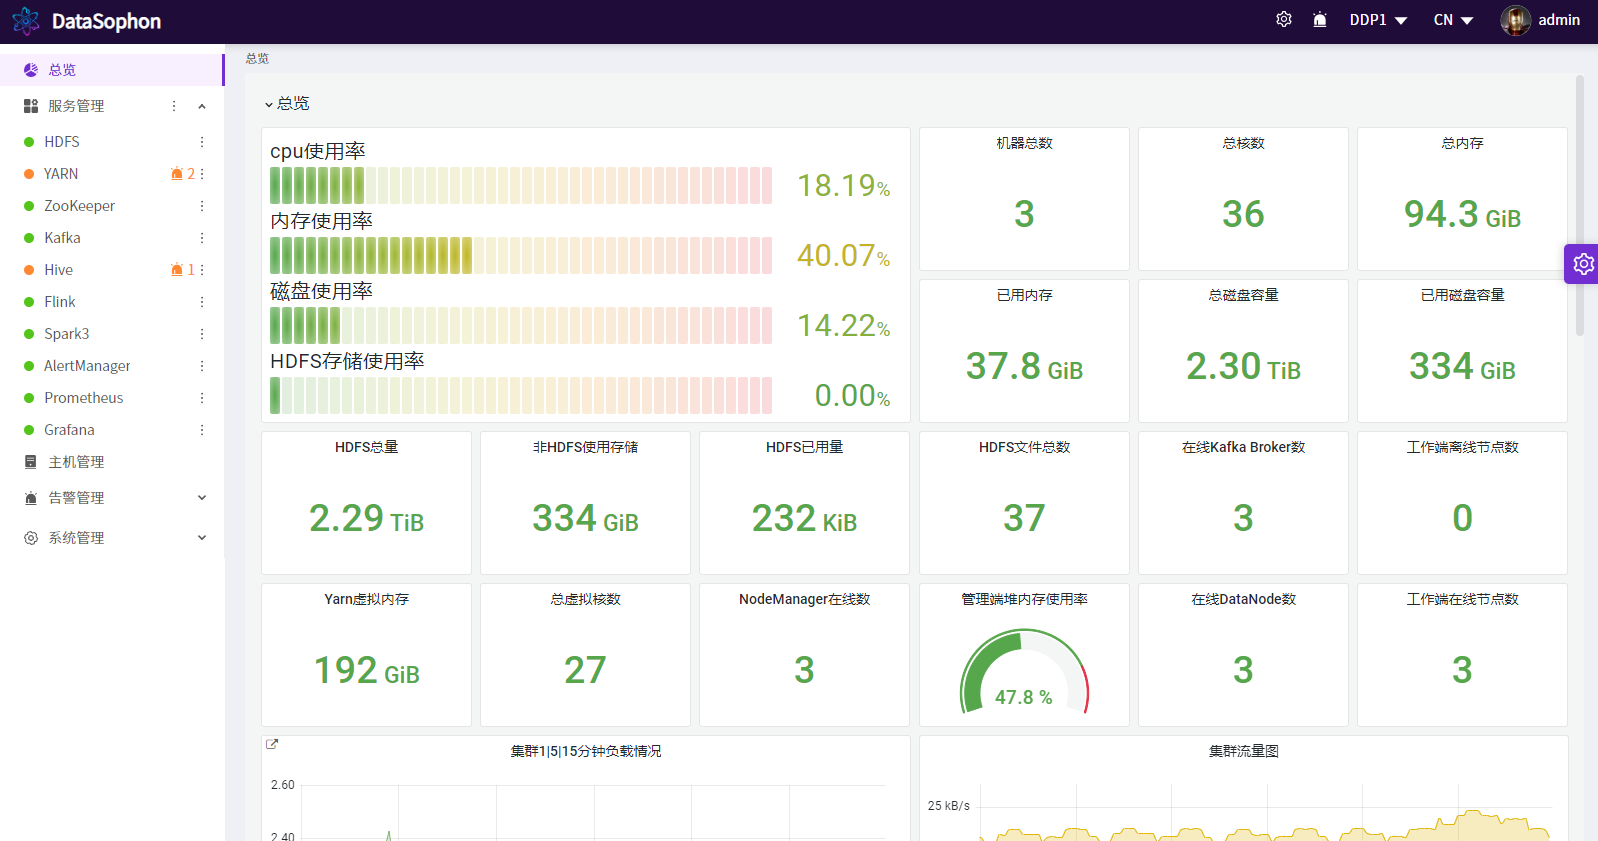 DataSophon
DDP1
CN
admin
总览
服务管理
HDFS
YARN 2
ZooKeeper
Kafka
Hive 1
Flink
Spark3
AlertManager
Prometheus
Grafana
主机管理
告警管理
系统管理
总览
总览
cpu使用率
18.19%
内存使用率
40.07%
磁盘使用率
14.22%
HDFS存储使用率
0.00%
机器总数
3
总核数
36
总内存
94.3 GiB
已用内存
37.8 GiB
总磁盘容量
2.30 TiB
已用磁盘容量
334 GiB
HDFS总量
2.29 TiB
非HDFS使用存储
334 GiB
HDFS已用量
232 KiB
HDFS文件总数
37
在线Kafka Broker数
3
工作端离线节点数
0
Yarn虚拟内存
192 GiB
总虚拟核数
27
NodeManager在线数
3
管理端堆内存使用率
47.8 %
在线DataNode数
3
工作端在线节点数
3
集群1|5|15分钟负载情况
2.60
2.40
集群流量图
25 kB/s